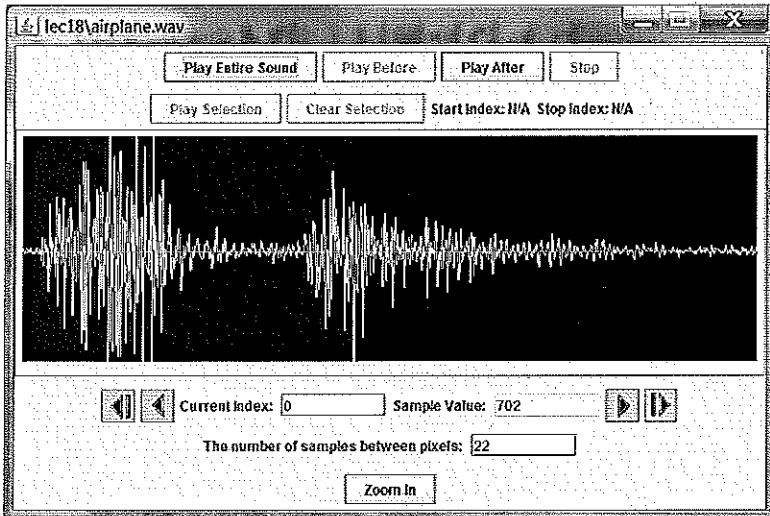 lec18\airplane.wav
Play Entire Sound Play Before Play After Stop
Play Selection Clear Selection Start Index: N/A Stop Index: N/A
Current Index: 0 Sample Value: 702
The number of samples between pixels: 22
Zoom In